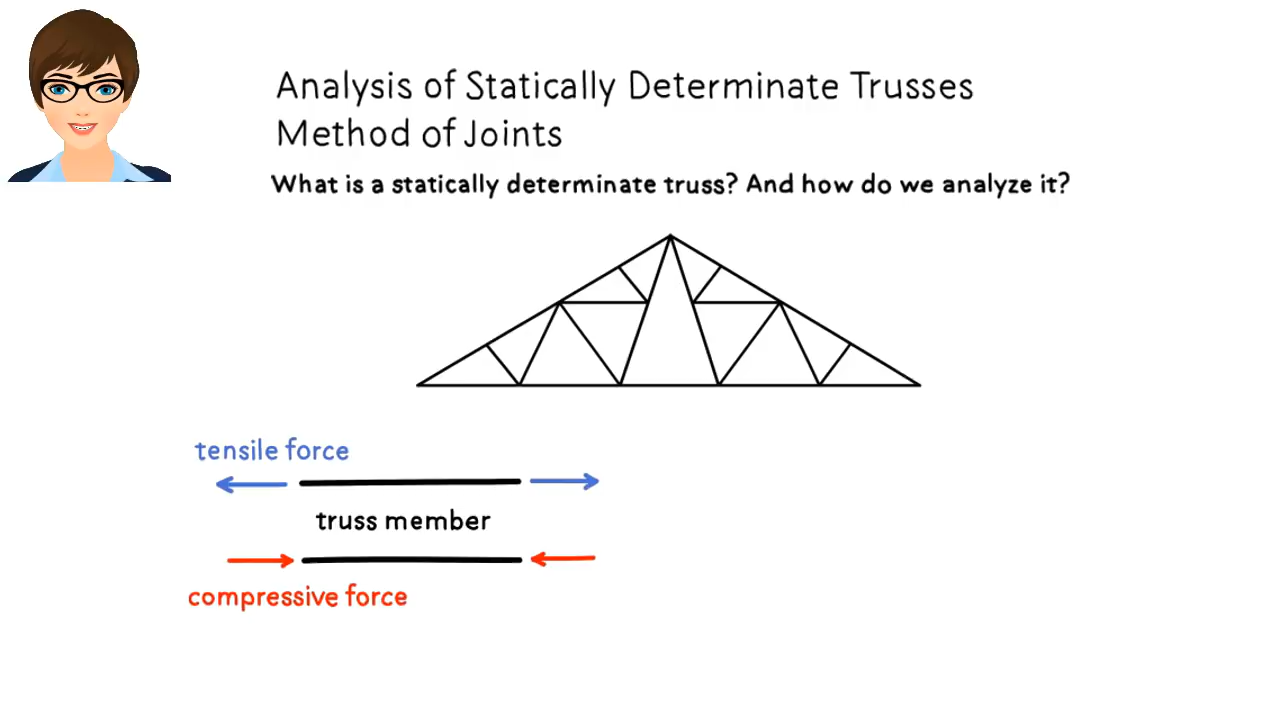 Analysis of Statically Determinate Trusses
Method of Joints
What is a statically determinate truss? And how do we analyze it?
tensile force
truss member
compressive force